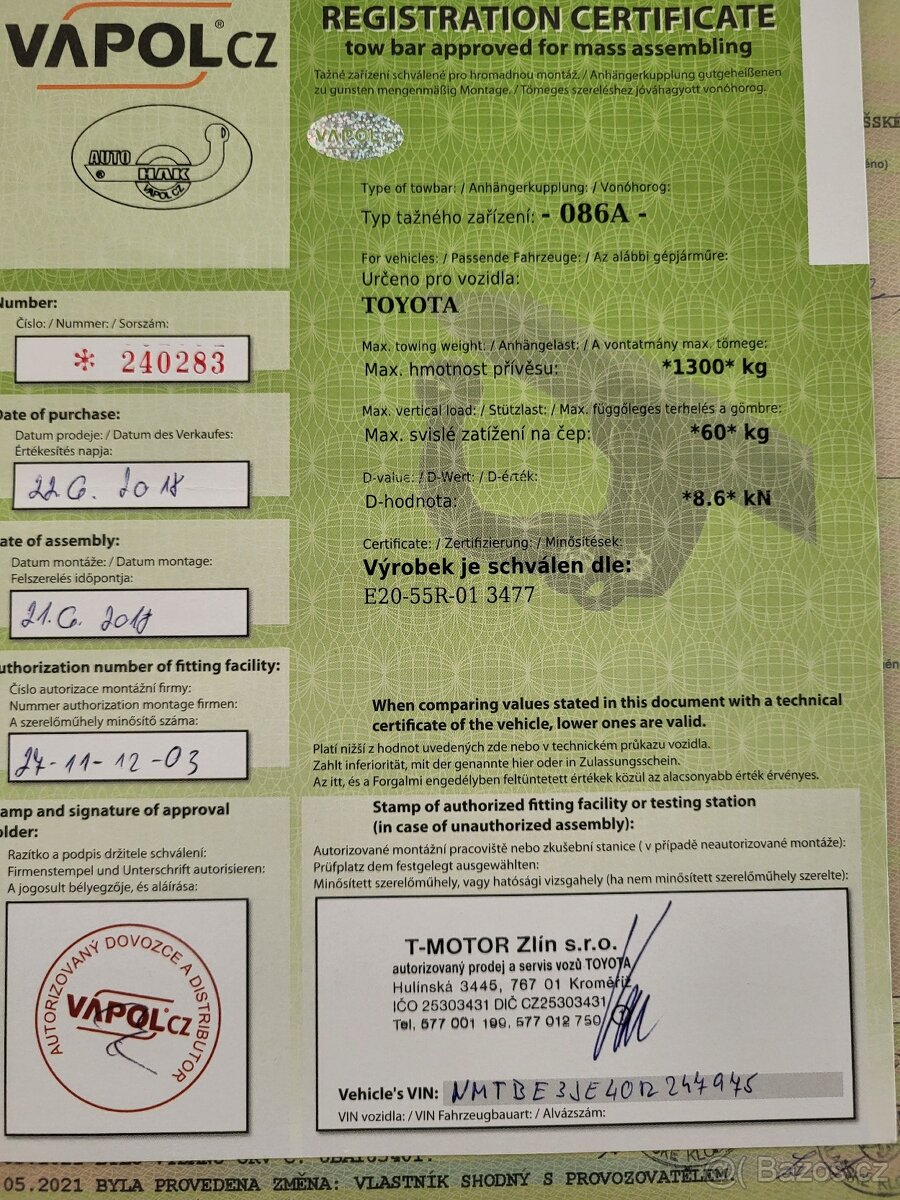 VAPOL®CZ
AUTO HAK
®
VAPOL CZ
REGISTRATION CERTIFICATE
tow bar approved for mass assembling
Tažné zařízení schválené pro hromadnou montáž. / Anhängerkupplung gutgeheißenen
zu gunsten mengenmäßig Montage. / Tömeges szereléshez jóváhagyott vonóhorog.
VAPOL
Type of towbar: / Anhängerkupplung: / Vonóhorog:
Typ tažného zařízení: - 086A -
For vehicles: / Passende Fahrzeuge: / Az alábbi gépjárműre:
Určeno pro vozidla:
TOYOTA
Max. towing weight: / Anhängelast: / A vontatmány max. tömege:
Max. hmotnost přívěsu: *1300* kg
Max. vertical load: / Stützlast: / Max. függőleges terhelés a gömbre:
Max. svislé zatížení na čep: *60* kg
D-value: / D-Wert: / D-érték:
D-hodnota: *8.6* kN
Certificate: / Zertifizierung: / Minősítések:
Výrobek je schválen dle:
E20-55R-01 3477
When comparing values stated in this document with a technical
certificate of the vehicle, lower ones are valid.
Platí nižší z hodnot uvedených zde nebo v technickém průkazu vozidla.
Zahlt inferiorität, mit der genannte hier oder in Zulassungsschein.
Az itt, és a Forgalmi engedélyben feltüntetett értékek közül az alacsonyabb érték érvényes.
Number:
Číslo: / Nummer: / Sorszám:
* 240283
Date of purchase:
Datum prodeje: / Datum des Verkaufes:
Értékesítés napja:
22.6. 2018
ate of assembly:
Datum montáže: / Datum montage:
Felszerelés időpontja:
21.6. 2018
uthorization number of fitting facility:
Číslo autorizace montážní firmy:
Nummer authorization montage firmen:
A szerelőműhely minősítő száma:
27-11-12-03
amp and signature of approval
older:
Razítko a podpis držitele schválení:
Firmenstempel und Unterschrift autorisieren:
A jogosult bélyegzője, és aláírása:
AUTORIZOVANÝ DOVOZCE A DISTRIBUTOR
VAPOL®CZ
Stamp of authorized fitting facility or testing station
(in case of unauthorized assembly):
Autorizované montážní pracoviště nebo zkušební stanice ( v případě neautorizované montáže):
Prüfplatz dem festgelegt ausgewählten:
Minősített szerelőműhely, vagy hatósági vizsgahely (ha nem minősített szerelőműhely szerelte):
T-MOTOR Zlín s.r.o.
autorizovaný prodej a servis vozů TOYOTA
Hulínská 3445, 767 01 Kroměříž
IČO 25303431 DIČ CZ25303431
Tel. 577 001 199, 577 012 750
Vehicle's VIN: NMTBE3JE40R247975
VIN vozidla: / VIN Fahrzeugbauart: / Alvázszám:
05.2021 BYLA PROVEDENA ZMĚNA: VLASTNÍK SHODNÝ S PROVOZOVATELEM.
Bazoš.cz